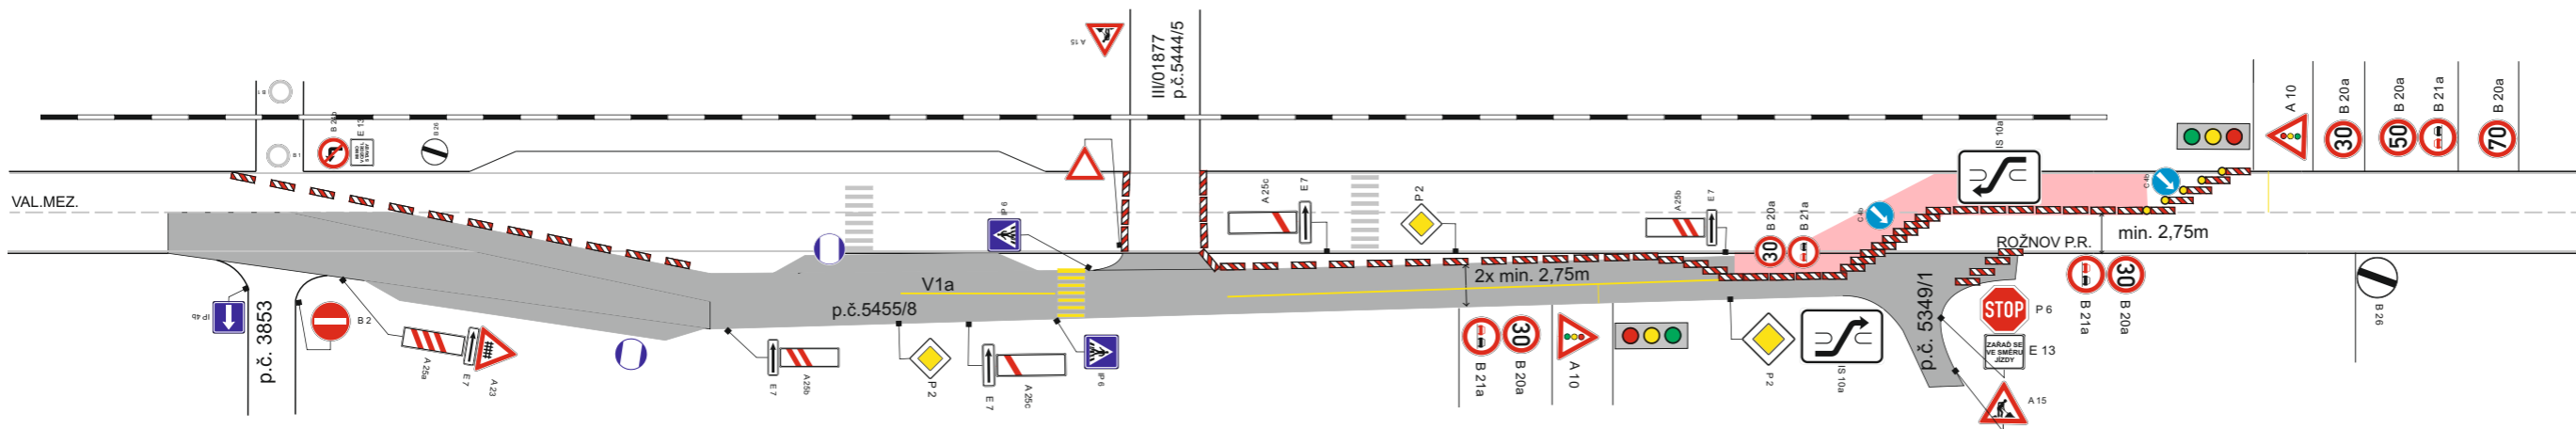 VAL.MEZ.
p.č. 3853
IP 4b
B 1
B 1
B 24b
E 13
B 26
B 2
A 25a
E 7
A 23
E 7
A 25b
V1a
p.č.5455/8
P 2
E 7
A 25c
IP 6
IP 6
A 15
III/01877
p.č.5444/5
A 25c
E 7
P 2
A 25b
E 7
30
B 20a
B 21a
2x min. 2,75m
B 21a
30
B 20a
A 10
P 2
IS 10a
C 4b
IS 10a
C 4b
ROŽNOV P.R.
min. 2,75m
p.č. 5349/1
STOP
P 6
ZAŘAĎ SE
VE SMĚRU
JÍZDY
E 13
A 15
B 21a
30
B 20a
B 26
A 10
30
B 20a
50
B 20a
B 21a
70
B 20a